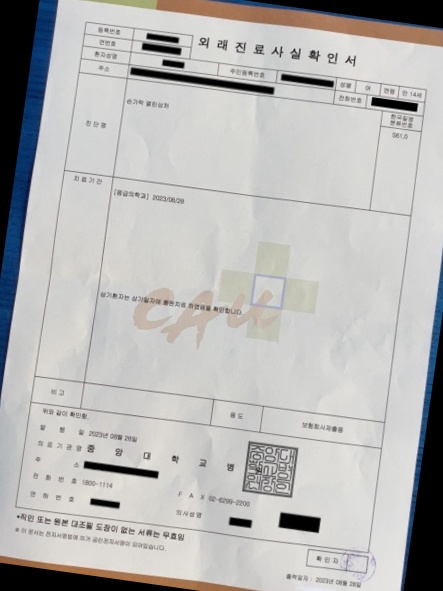 외래진료사실확인서
등록번호
연번호
환자성명
주민등록번호
성별 여 연령 만 14세
주소
전화번호
진단명
한국질병
분류번호
손가락 열린상처
S61.0
치료기간
[응급의학과] 2023/08/28
상기환자는 상기일자에 통원치료 하였음을 확인합니다.
CAU
비고
용도
보험회사제출용
위와 같이 확인함.
발행일 2023년 08월 28일
의료기관명 중앙대학교병원
주소
전화번호 1800-1114
FAX 02-6299-2200
면허번호
의사성명
*직인 또는 원본 대조필 도장이 없는 서류는 무효임
※ 이 문서는 전자서명법에 의거 공인전자서명이 되어있습니다.
확인자
출력일자 : 2023년 08월 28일